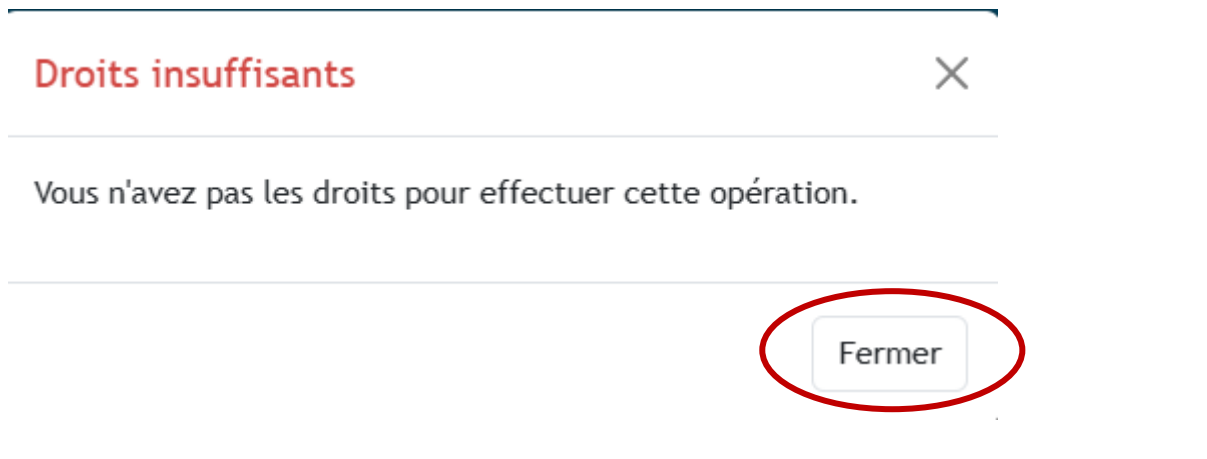 Droits insuffisants
Vous n'avez pas les droits pour effectuer cette opération.
Fermer